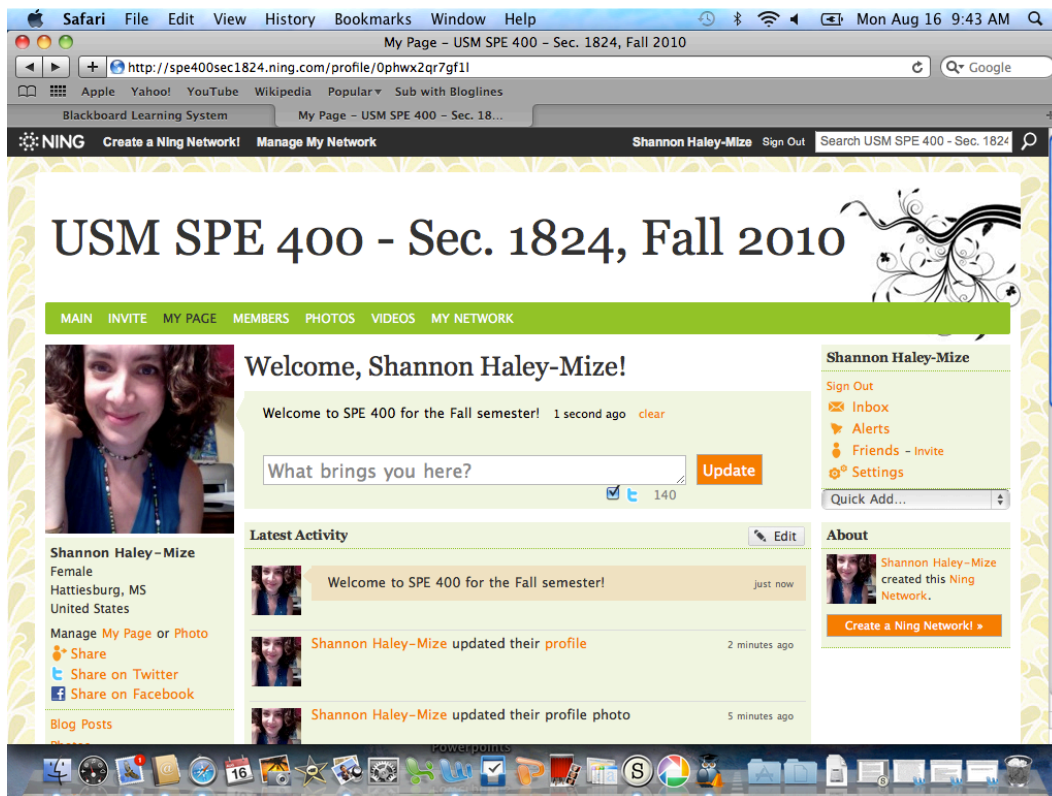 Safari File Edit View History Bookmarks Window Help Mon Aug 16 9:43 AM
My Page – USM SPE 400 – Sec. 1824, Fall 2010
http://spe400sec1824.ning.com/profile/0phwx2qr7gf1l
Google
Apple Yahoo! YouTube Wikipedia Popular Sub with Bloglines
Blackboard Learning System My Page – USM SPE 400 – Sec. 18...
NING Create a Ning Network! Manage My Network Shannon Haley-Mize Sign Out Search USM SPE 400 - Sec. 1824
USM SPE 400 - Sec. 1824, Fall 2010
MAIN INVITE MY PAGE MEMBERS PHOTOS VIDEOS MY NETWORK
Welcome, Shannon Haley-Mize!
Welcome to SPE 400 for the Fall semester! 1 second ago clear
What brings you here? Update
140
Latest Activity Edit
Welcome to SPE 400 for the Fall semester! just now
Shannon Haley-Mize updated their profile 2 minutes ago
Shannon Haley-Mize updated their profile photo 5 minutes ago
Shannon Haley-Mize
Female
Hattiesburg, MS
United States
Manage My Page or Photo
Share
Share on Twitter
Share on Facebook
Blog Posts
Photos
Shannon Haley-Mize
Sign Out
Inbox
Alerts
Friends - Invite
Settings
Quick Add...
About
Shannon Haley-Mize
created this Ning
Network.
Create a Ning Network! »
Powerpoints
16